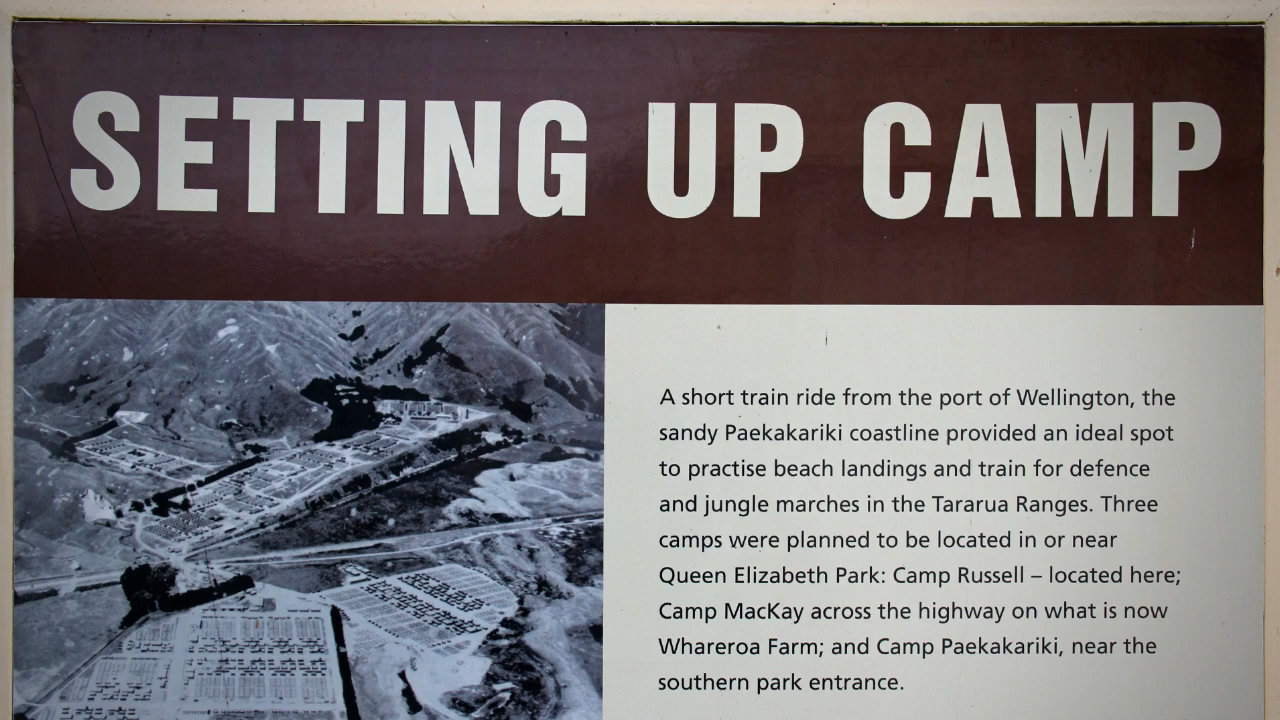 SETTING UP CAMP
A short train ride from the port of Wellington, the
sandy Paekakariki coastline provided an ideal spot
to practise beach landings and train for defence
and jungle marches in the Tararua Ranges. Three
camps were planned to be located in or near
Queen Elizabeth Park: Camp Russell – located here;
Camp MacKay across the highway on what is now
Whareroa Farm; and Camp Paekakariki, near the
southern park entrance.